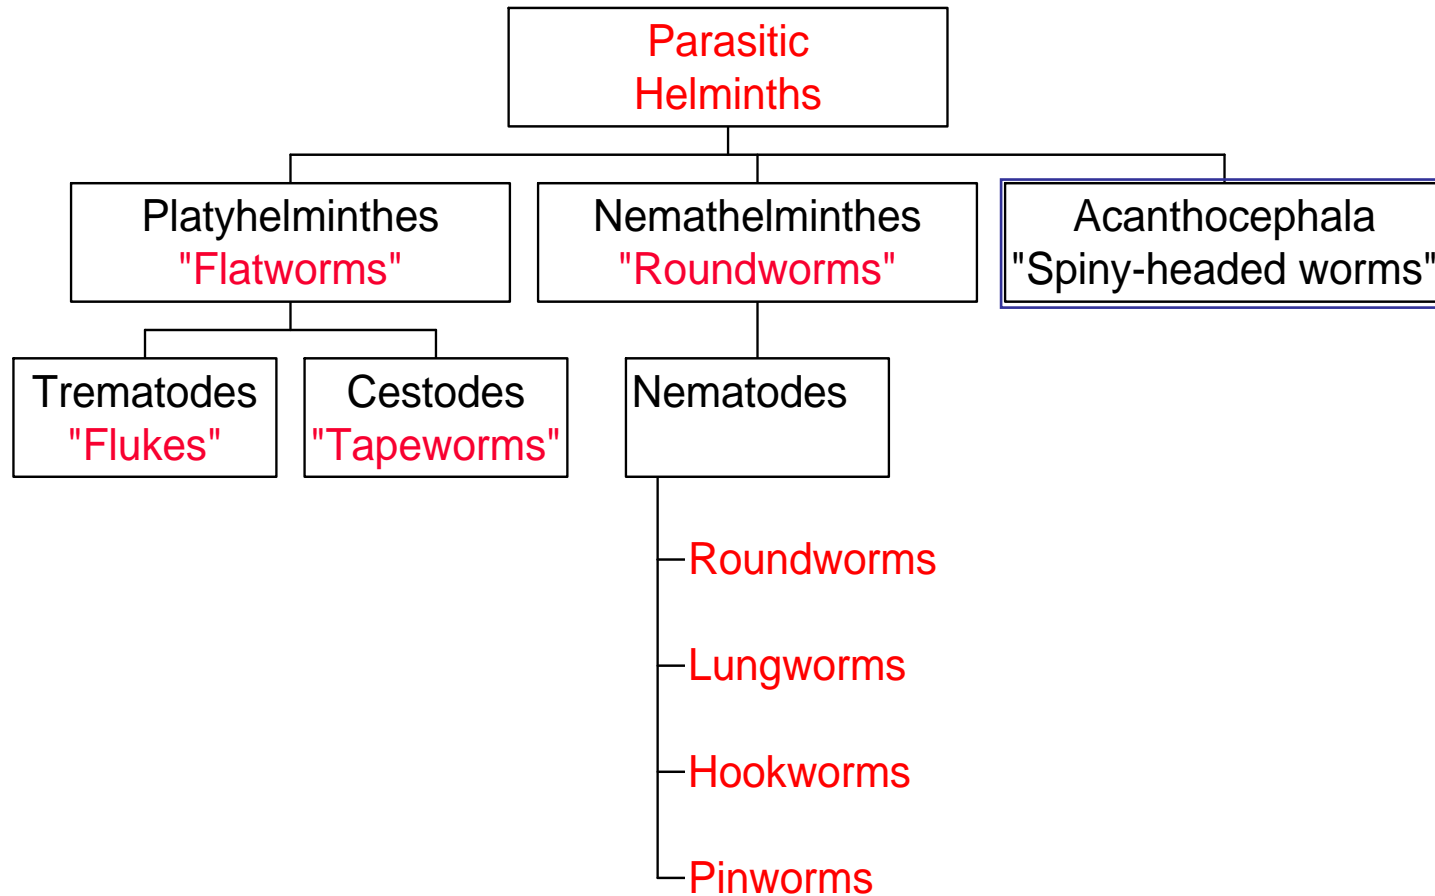 Parasitic
Helminths
Platyhelminthes
"Flatworms"
Nemathelminthes
"Roundworms"
Acanthocephala
"Spiny-headed worms"
Trematodes
"Flukes"
Cestodes
"Tapeworms"
Nematodes
Roundworms
Lungworms
Hookworms
Pinworms